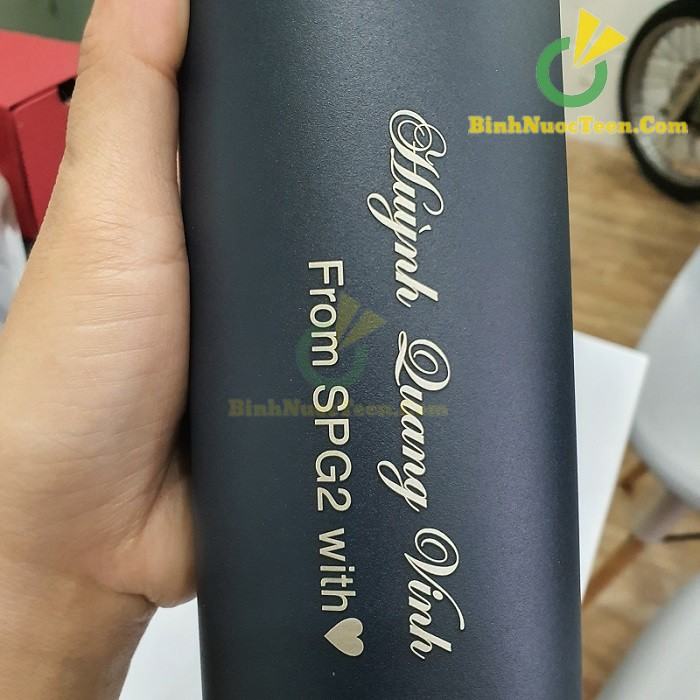 BinhNuocTeen.Com
Huỳnh Quang Vinh
From SPG2 with ♥
BinhNuocTeen.Com